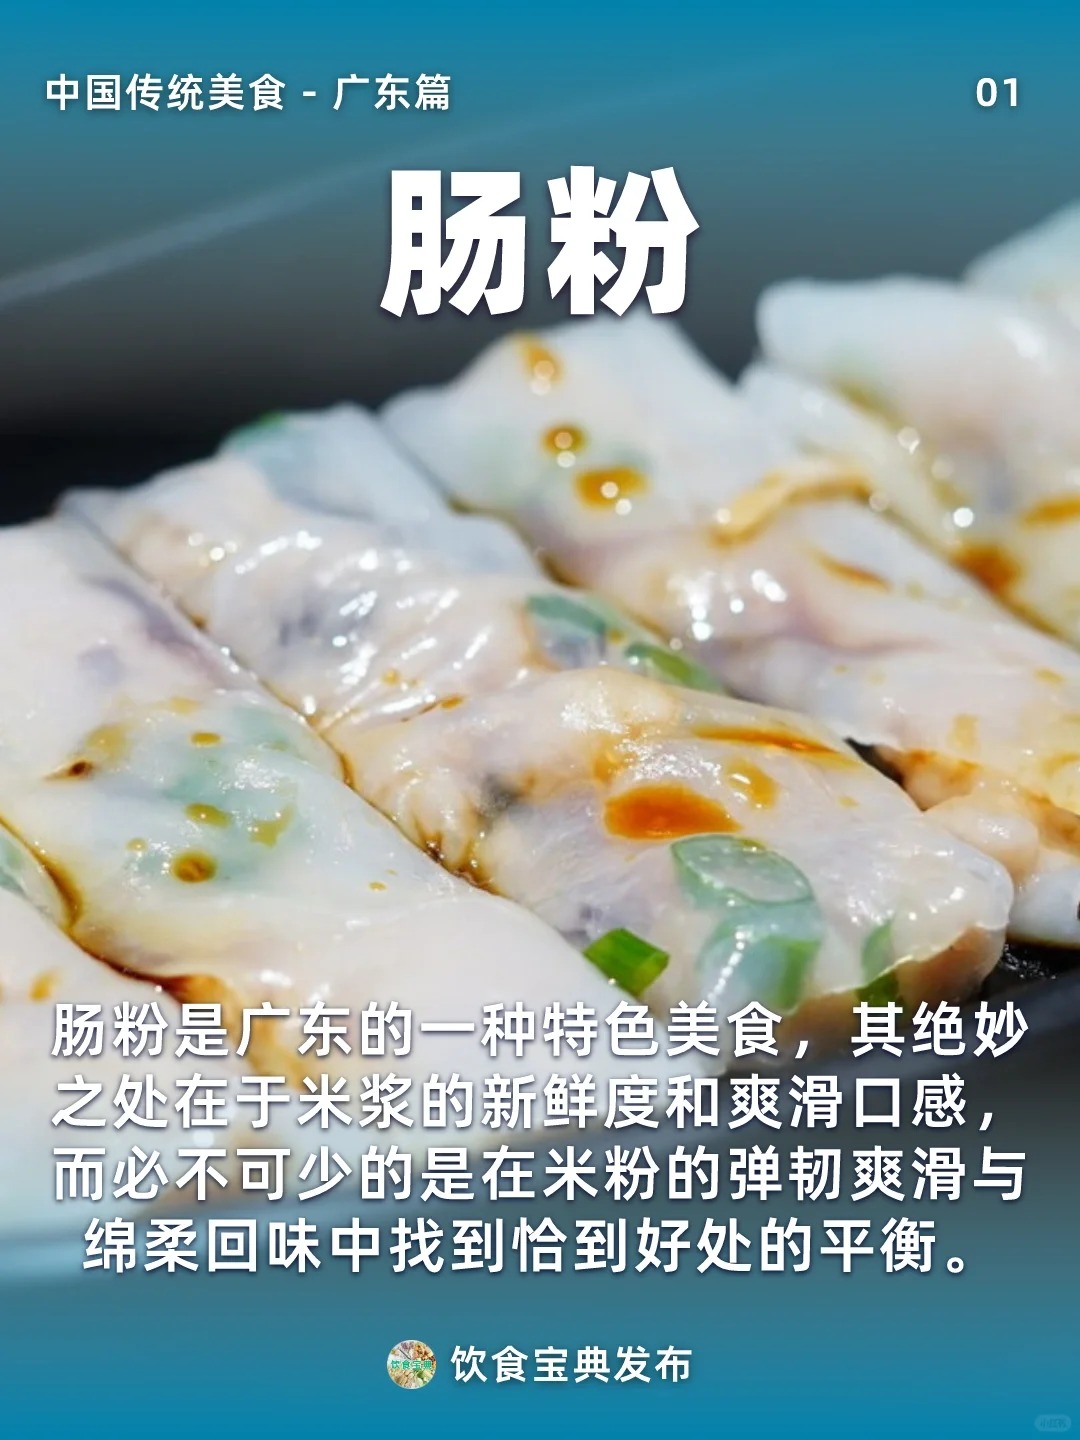 中国传统美食 - 广东篇
01
肠粉
肠粉是广东的一种特色美食，其绝妙
之处在于米浆的新鲜度和爽滑口感，
而必不可少的是在米粉的弹韧爽滑与
绵柔回味中找到恰到好处的平衡。
饮食宝典
饮食宝典发布